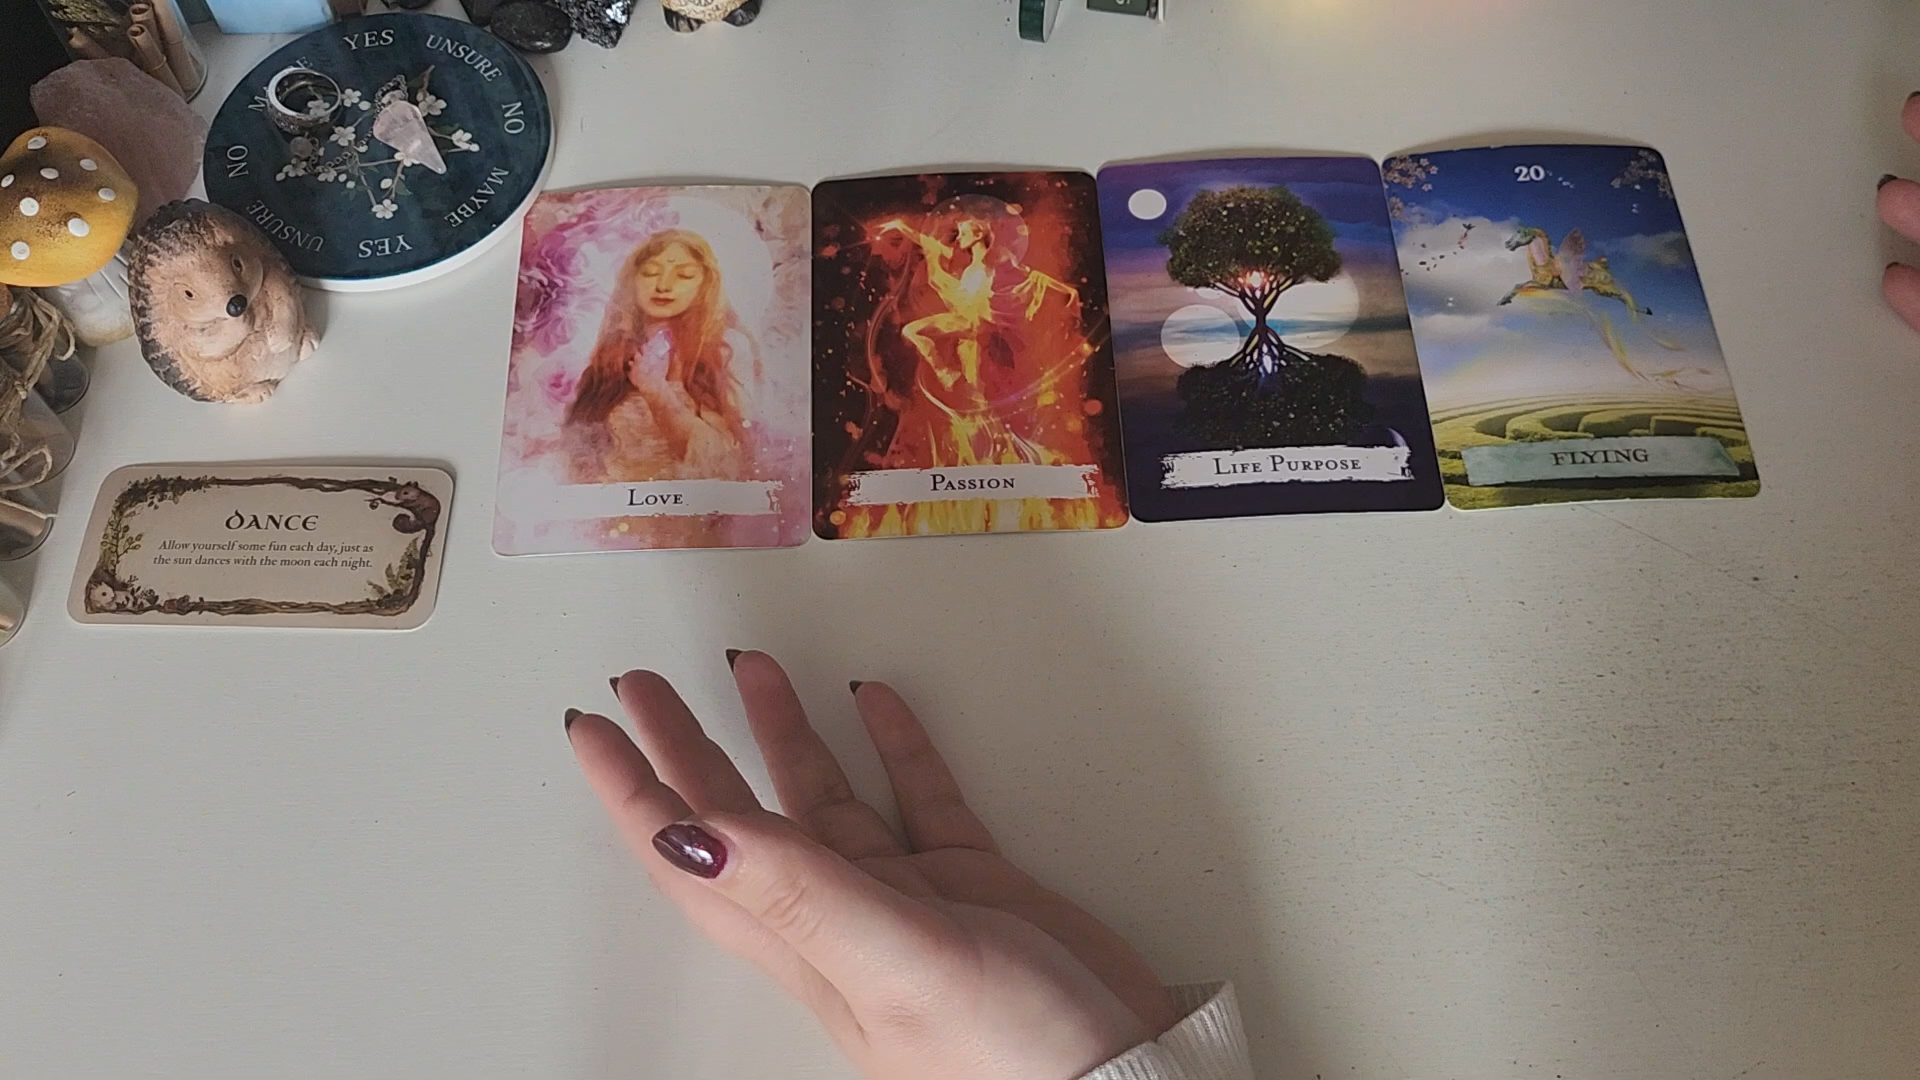 YES
UNSURE
NO
MAYBE
YES
UNSURE
NO
20
DANCE
Allow yourself some fun each day, just as
the sun dances with the moon each night.
LOVE
PASSION
LIFE PURPOSE
FLYING